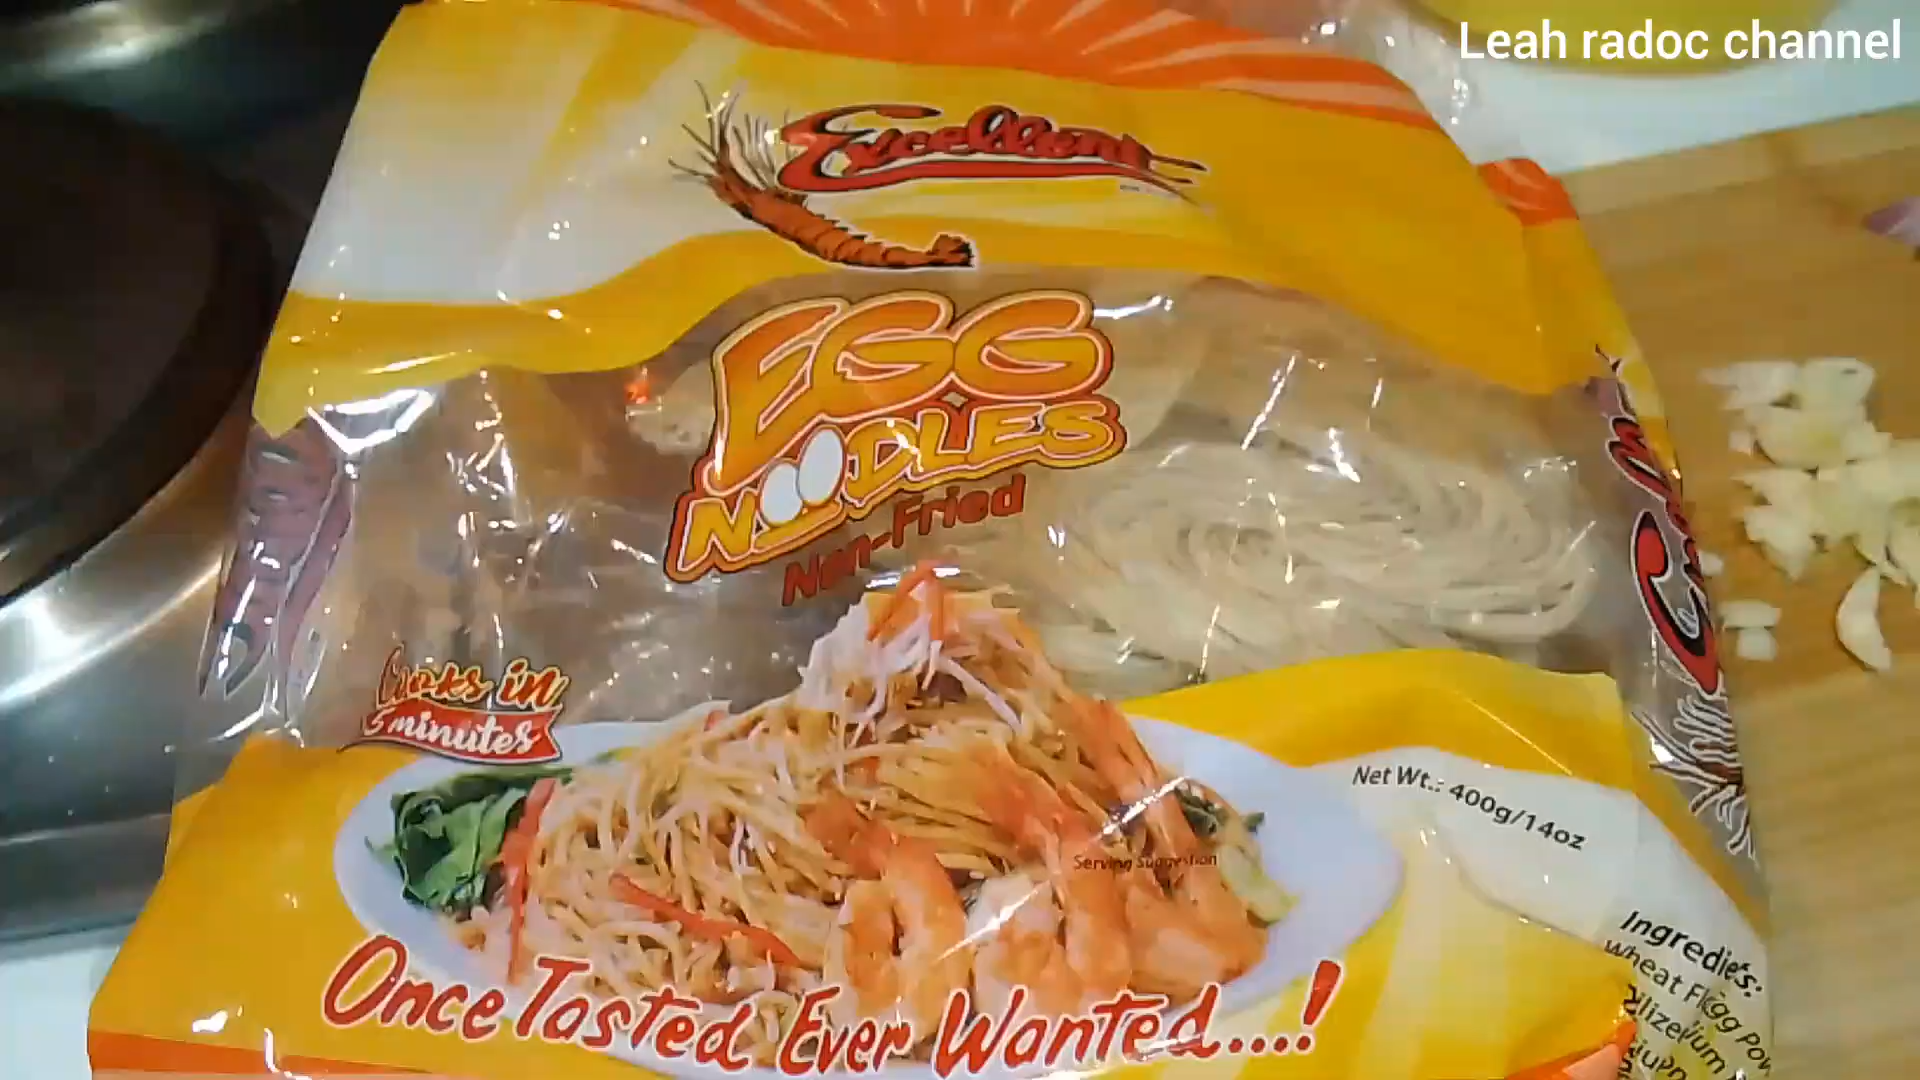 Leah radoc channel
Excellent
EGG
NOODLES
Non-Fried
Cooks in
5 minutes
Net Wt.: 400g/14oz
Serving Suggestion
Once Tasted Ever Wanted...!
wheat